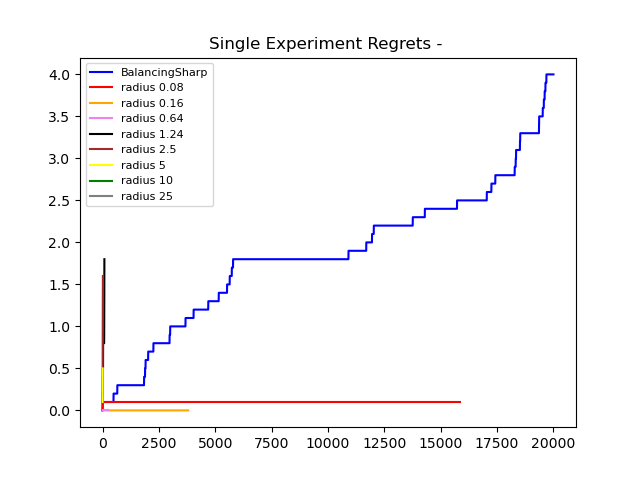 Single Experiment Regrets -
4.0
3.5
3.0
2.5
2.0
1.5
1.0
0.5
0.0
BalancingSharp
radius 0.08
radius 0.16
radius 0.64
radius 1.24
radius 2.5
radius 5
radius 10
radius 25
0 2500 5000 7500 10000 12500 15000 17500 20000